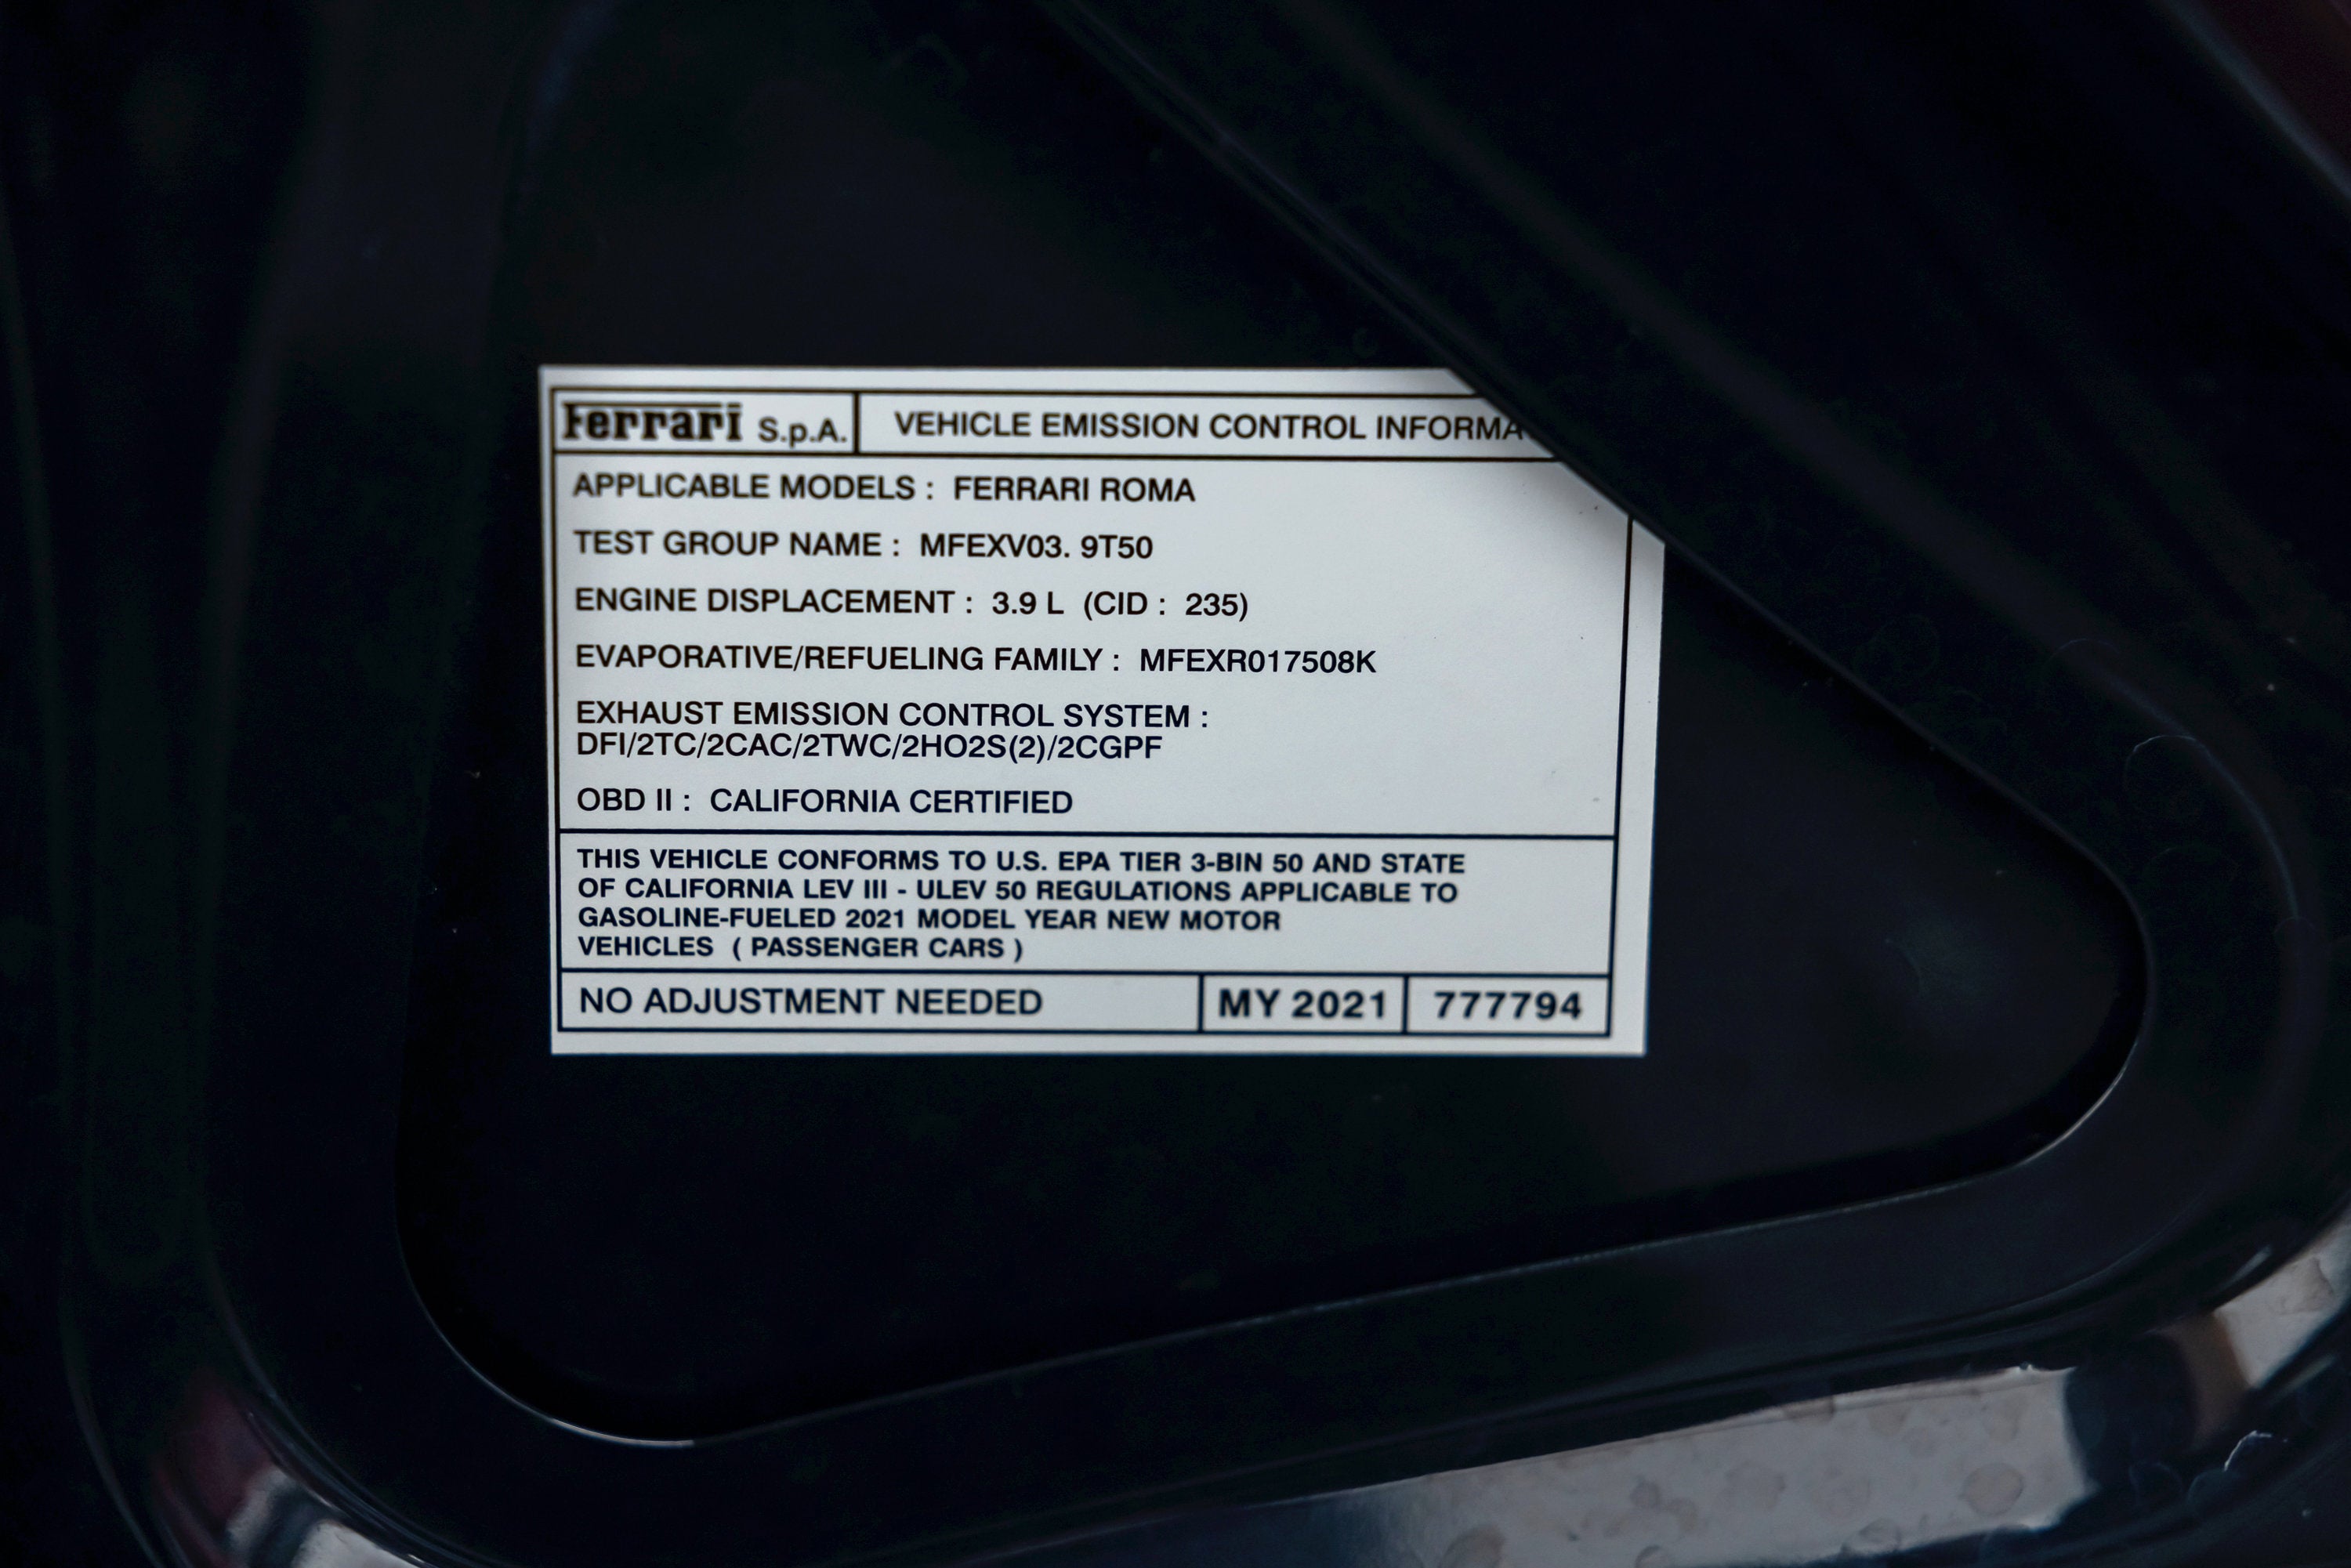 Ferrari S.p.A. VEHICLE EMISSION CONTROL
APPLICABLE MODELS : FERRARI ROMA
TEST GROUP NAME : MFEXV03. 9T50
ENGINE DISPLACEMENT : 3.9 L (CID : 235)
EVAPORATIVE/REFUELING FAMILY : MFEXR017508K
EXHAUST EMISSION CONTROL SYSTEM :
DFI/2TC/2CAC/2TWC/2HO2S(2)/2CGPF
OBD II : CALIFORNIA CERTIFIED
THIS VEHICLE CONFORMS TO U.S. EPA TIER 3-BIN 50 AND STATE
OF CALIFORNIA LEV III - ULEV 50 REGULATIONS APPLICABLE TO
GASOLINE-FUELED 2021 MODEL YEAR NEW MOTOR
VEHICLES ( PASSENGER CARS )
NO ADJUSTMENT NEEDED MY 2021 777794